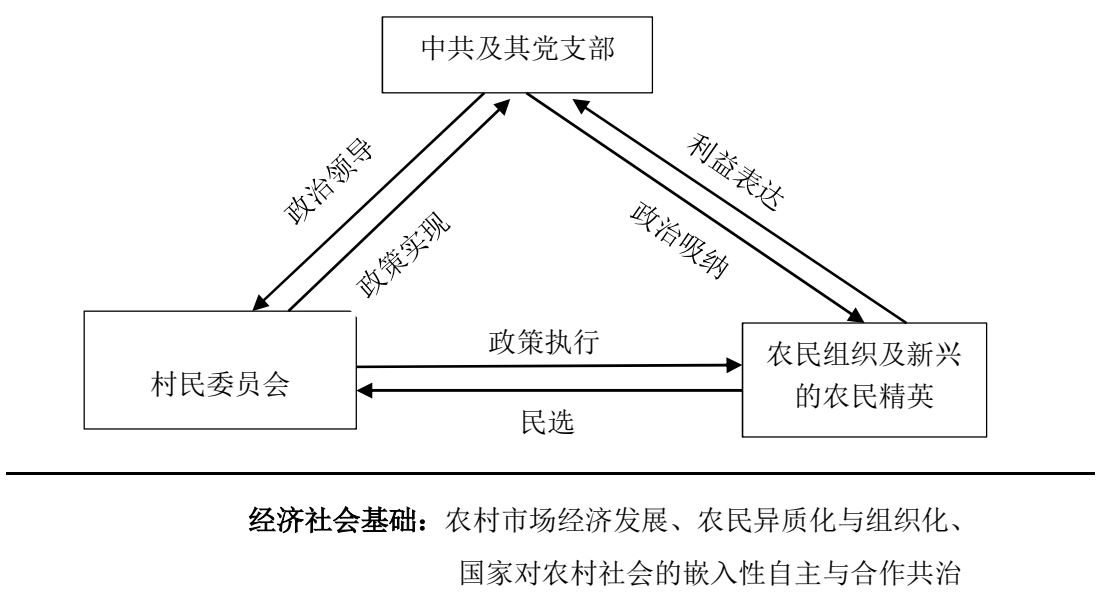 中共及其党支部
政治领导
政策实现
利益表达
政治吸纳
村民委员会
政策执行
民选
农民组织及新兴
的农民精英
经济社会基础：农村市场经济发展、农民异质化与组织化、
国家对农村社会的嵌入性自主与合作共治